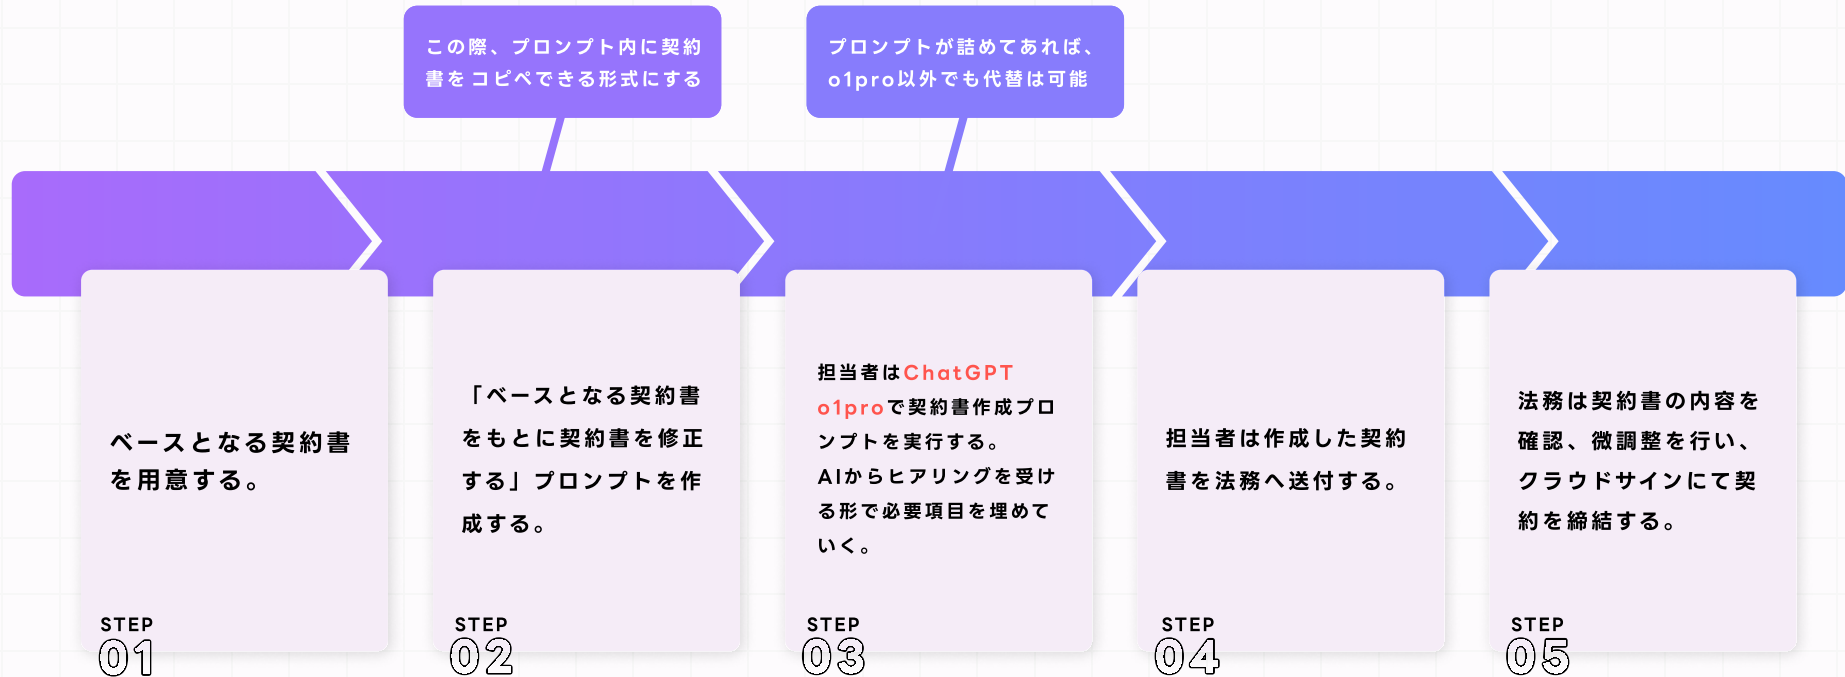 この際、プロンプト内に契約
書をコピペできる形式にする
プロンプトが詰めてあれば、
o1pro以外でも代替は可能
ベースとなる契約書
を用意する。
STEP
01
「ベースとなる契約書
をもとに契約書を修正
する」プロンプトを作
成する。
STEP
02
担当者はChatGPT
o1proで契約書作成プロ
ンプトを実行する。
AIからヒアリングを受け
る形で必要項目を埋めて
いく。
STEP
03
担当者は作成した契約
書を法務へ送付する。
STEP
04
法務は契約書の内容を
確認、微調整を行い、
クラウドサインにて契
約を締結する。
STEP
05